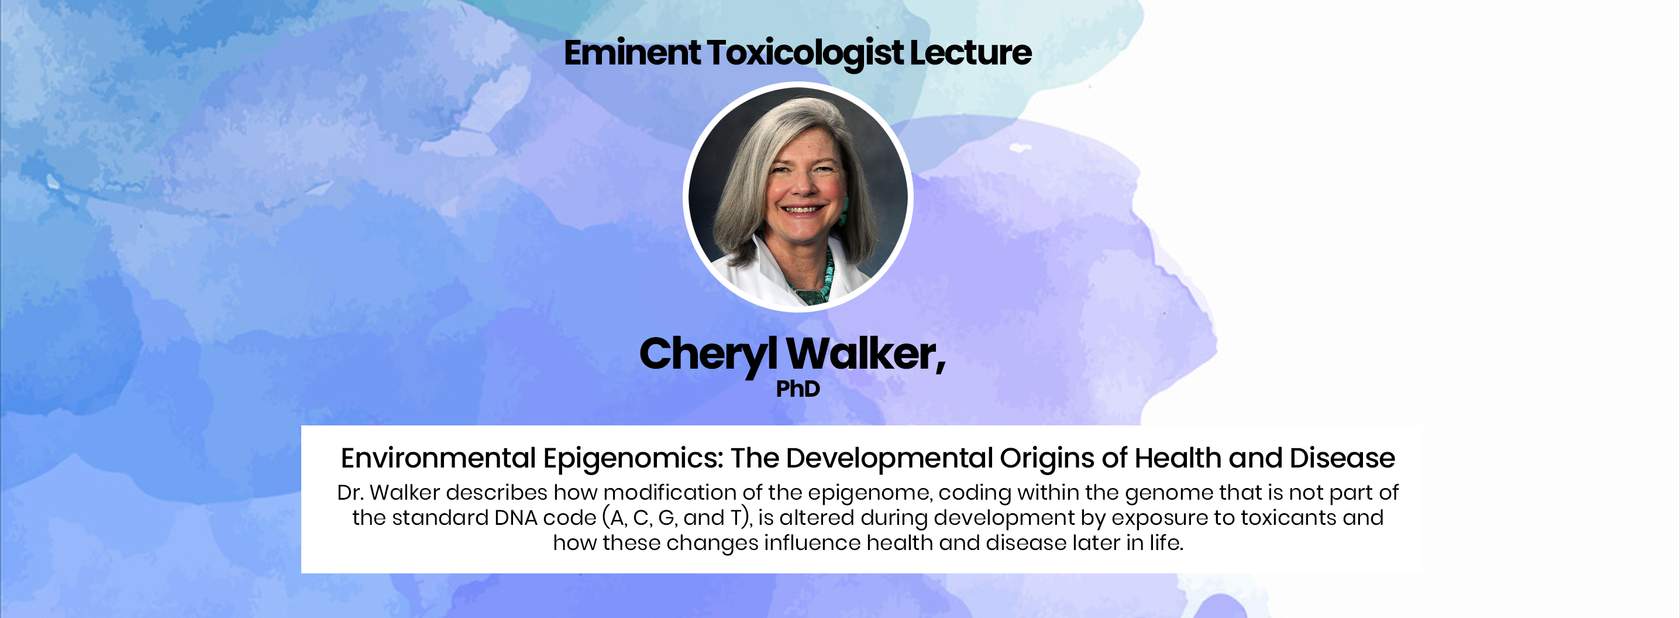 Eminent Toxicologist Lecture
Cheryl Walker,
PhD
Environmental Epigenomics: The Developmental Origins of Health and Disease
Dr. Walker describes how modification of the epigenome, coding within the genome that is not part of
the standard DNA code (A, C, G, and T), is altered during development by exposure to toxicants and
how these changes influence health and disease later in life.